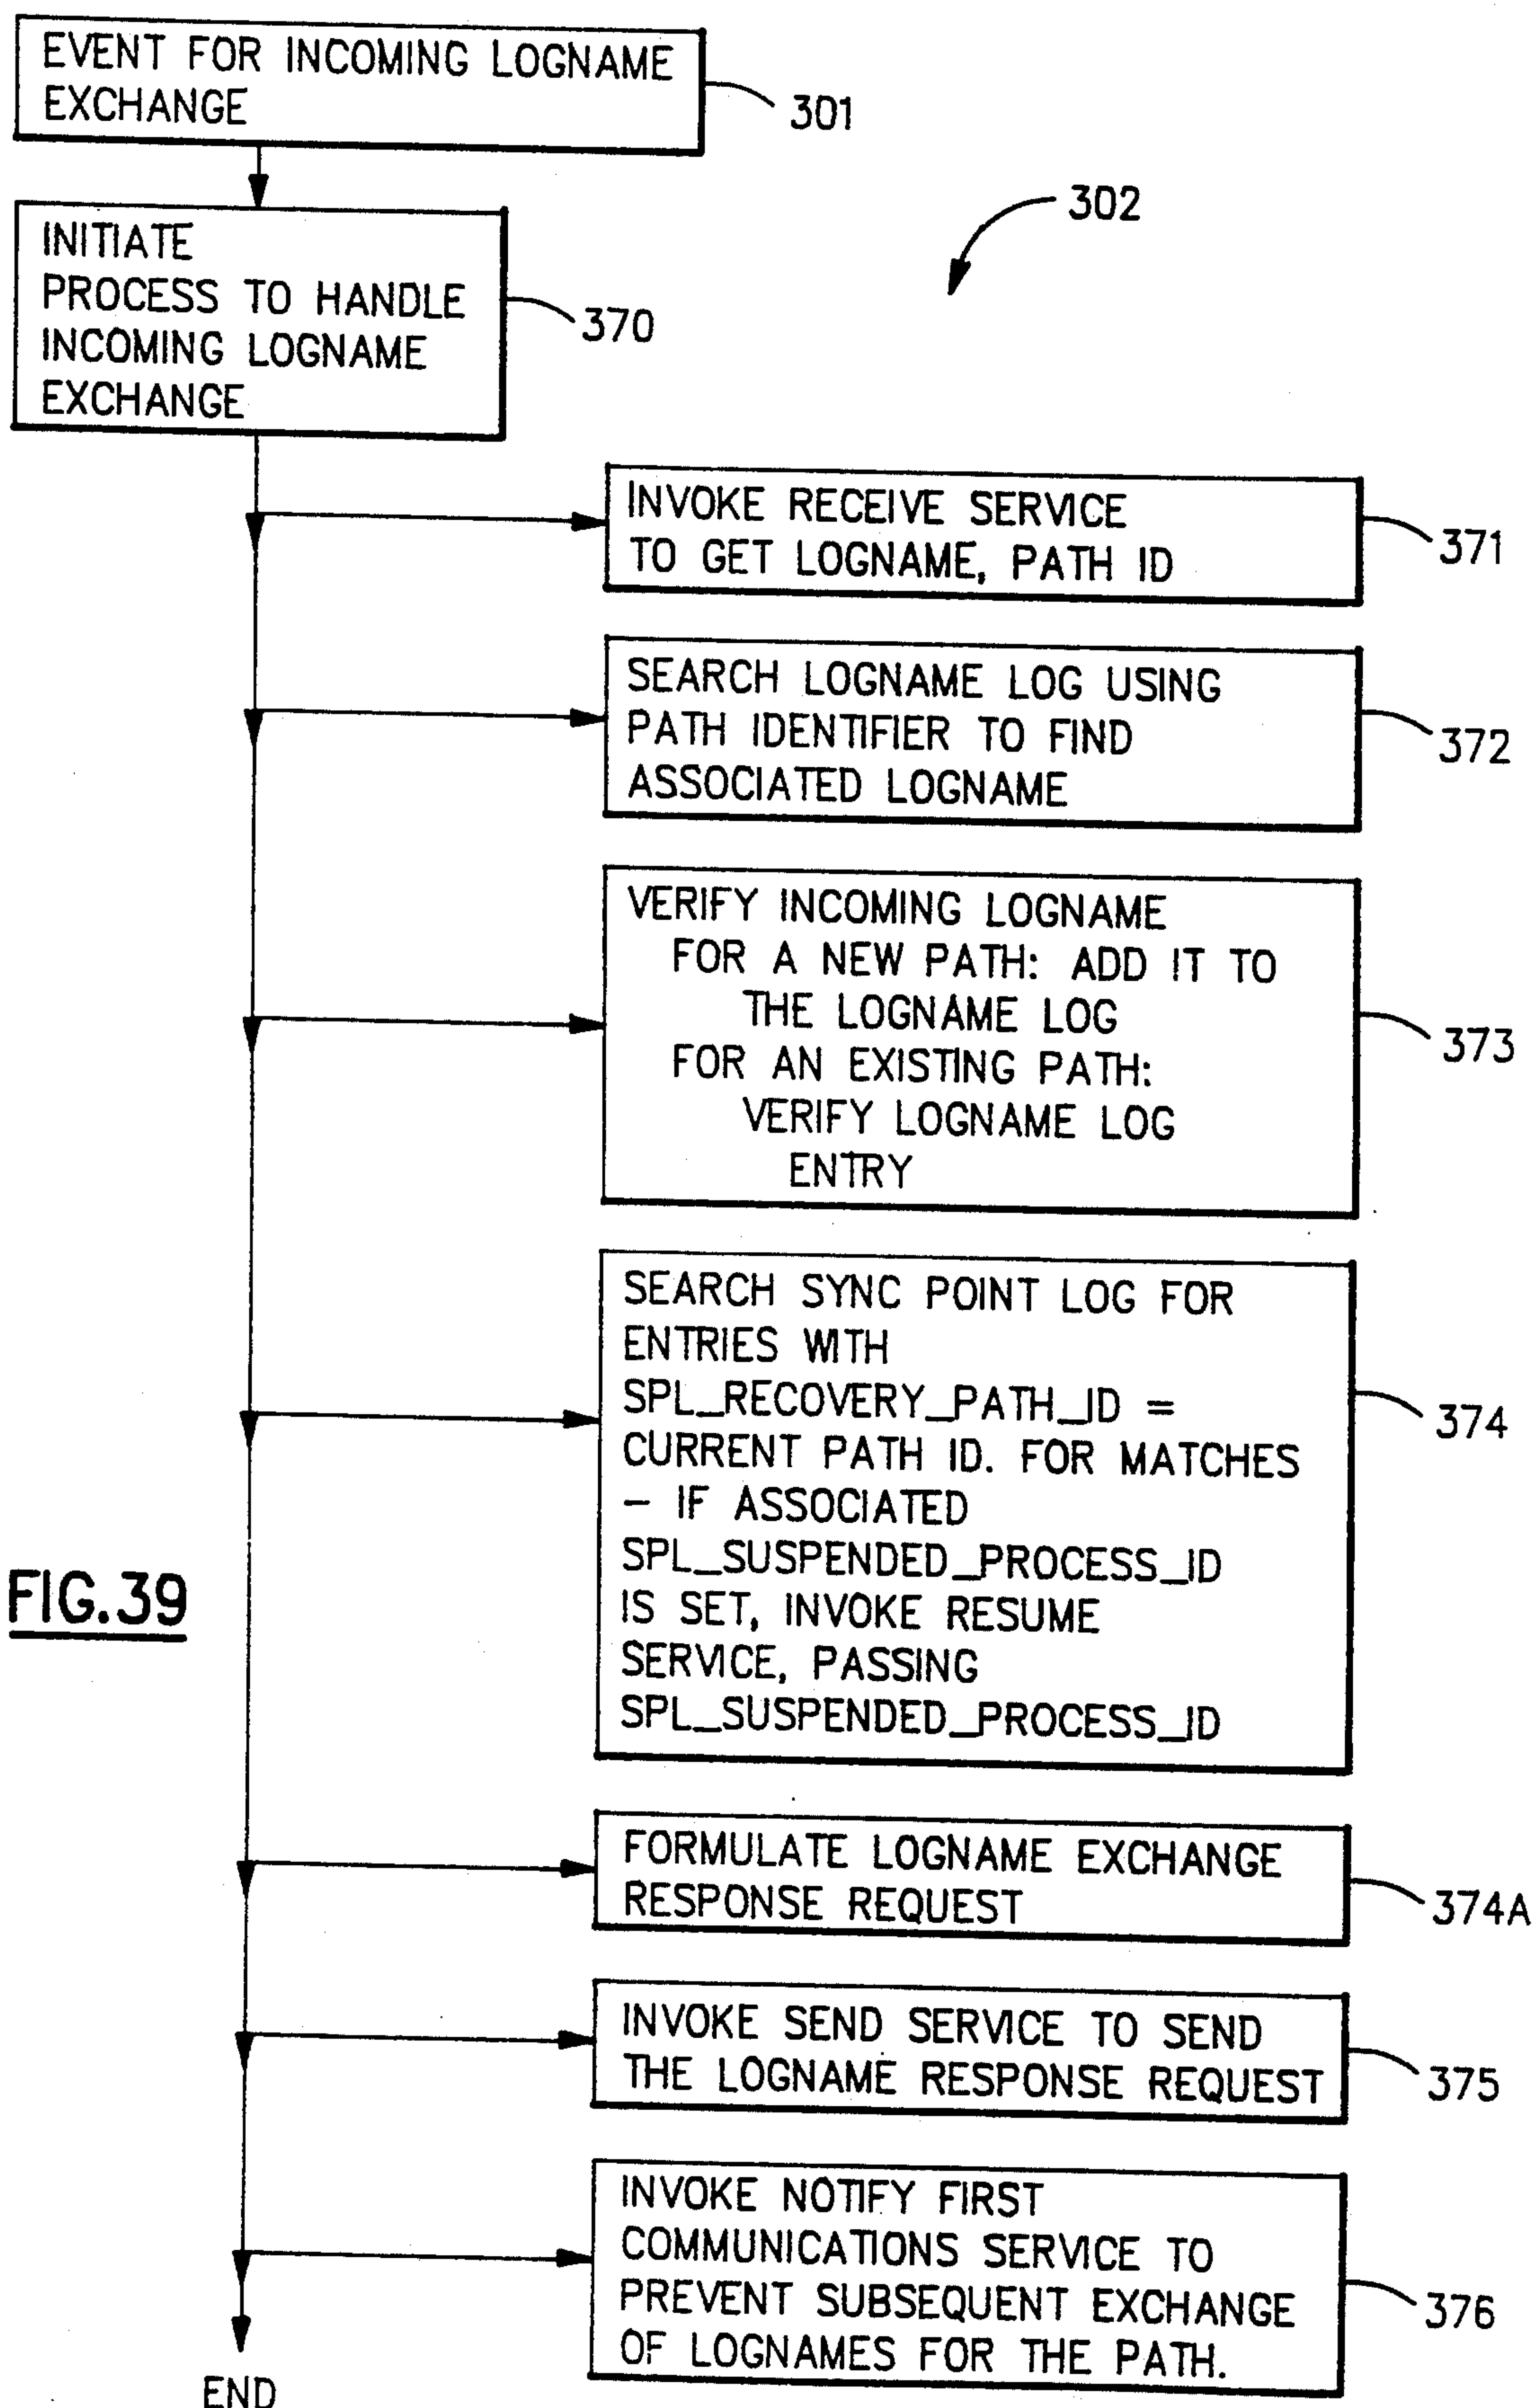 EVENT FOR INCOMING LOGNAME
EXCHANGE
301
302
INITIATE
PROCESS TO HANDLE
INCOMING LOGNAME
EXCHANGE
370
INVOKE RECEIVE SERVICE
TO GET LOGNAME, PATH ID
371
SEARCH LOGNAME LOG USING
PATH IDENTIFIER TO FIND
ASSOCIATED LOGNAME
372
VERIFY INCOMING LOGNAME
FOR A NEW PATH: ADD IT TO
THE LOGNAME LOG
FOR AN EXISTING PATH:
VERIFY LOGNAME LOG
ENTRY
373
SEARCH SYNC POINT LOG FOR
ENTRIES WITH
SPL_RECOVERY_PATH_ID =
CURRENT PATH ID. FOR MATCHES
– IF ASSOCIATED
SPL_SUSPENDED_PROCESS_ID
IS SET, INVOKE RESUME
SERVICE, PASSING
SPL_SUSPENDED_PROCESS_ID
374
FIG.39
FORMULATE LOGNAME EXCHANGE
RESPONSE REQUEST
374A
INVOKE SEND SERVICE TO SEND
THE LOGNAME RESPONSE REQUEST
375
INVOKE NOTIFY FIRST
COMMUNICATIONS SERVICE TO
PREVENT SUBSEQUENT EXCHANGE
OF LOGNAMES FOR THE PATH.
376
END